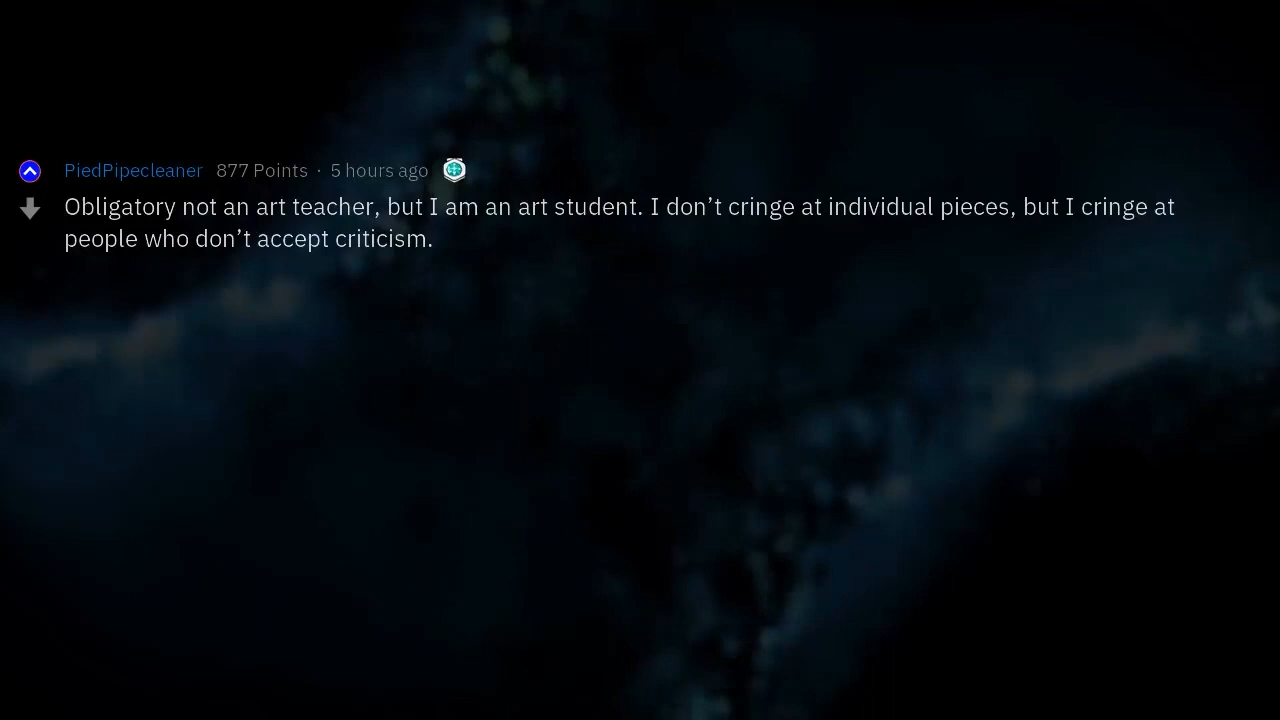 PiedPipecleaner 877 Points · 5 hours ago
Obligatory not an art teacher, but I am an art student. I don’t cringe at individual pieces, but I cringe at
people who don’t accept criticism.